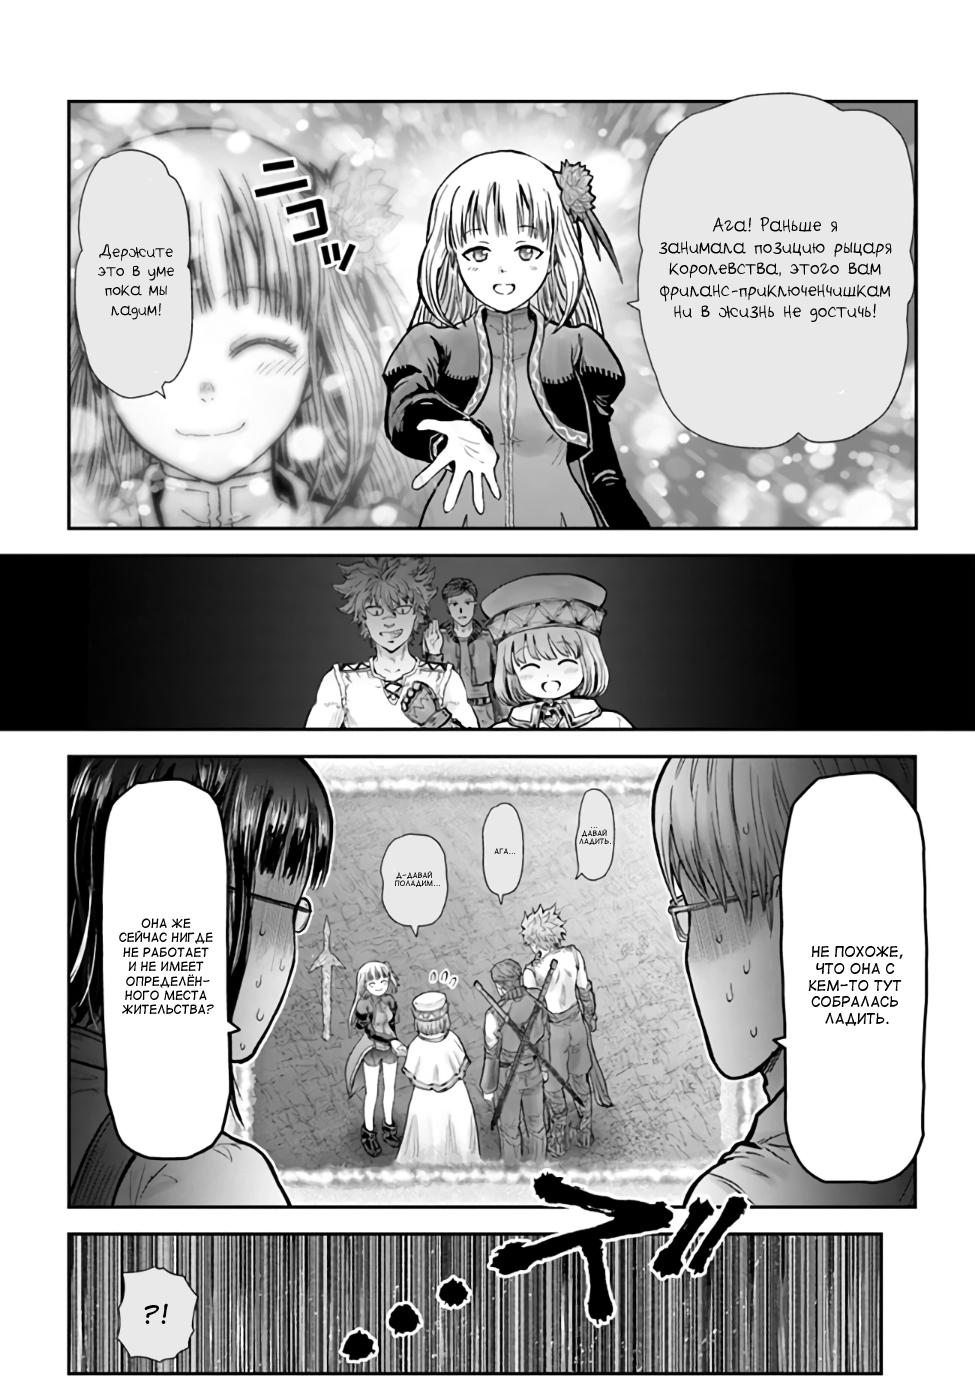 Ага! Раньше я
занимала позицию рыцаря
королевства, этого вам
фриланс-приключенчишкам
ни в жизнь не достичь!
Держите
это в уме
пока мы
ладим!
ニコッ
...
ДАВАЙ
ЛАДИТЬ.
АГА...
Д-ДАВАЙ
ПОЛАДИМ...
НЕ ПОХОЖЕ,
ЧТО ОНА С
КЕМ-ТО ТУТ
СОБРАЛАСЬ
ЛАДИТЬ.
ОНА ЖЕ
СЕЙЧАС НИГДЕ
НЕ РАБОТАЕТ
И НЕ ИМЕЕТ
ОПРЕДЕЛЁН-
НОГО МЕСТА
ЖИТЕЛЬСТВА?
ズ...
?!